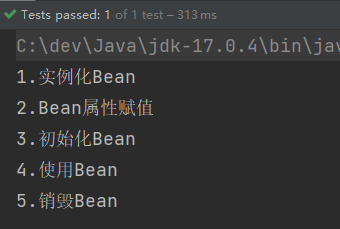 Tests passed: 1 of 1 test – 313 ms
C:\dev\Java\jdk-17.0.4\bin\jav
1.实例化Bean
2.Bean属性赋值
3.初始化Bean
4.使用Bean
5.销毁Bean